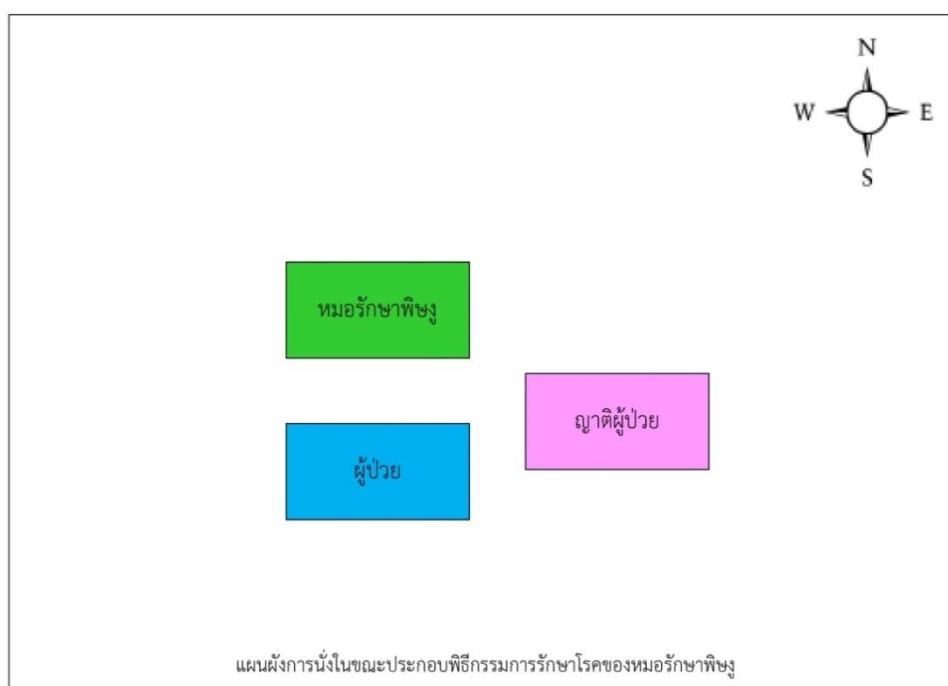 N
W E
S
หมอรักษาพิษงู
ญาติผู้ป่วย
ผู้ป่วย
แผนผังการนั่งในขณะประกอบพิธีกรรมการรักษาโรคของหมอรักษาพิษงู